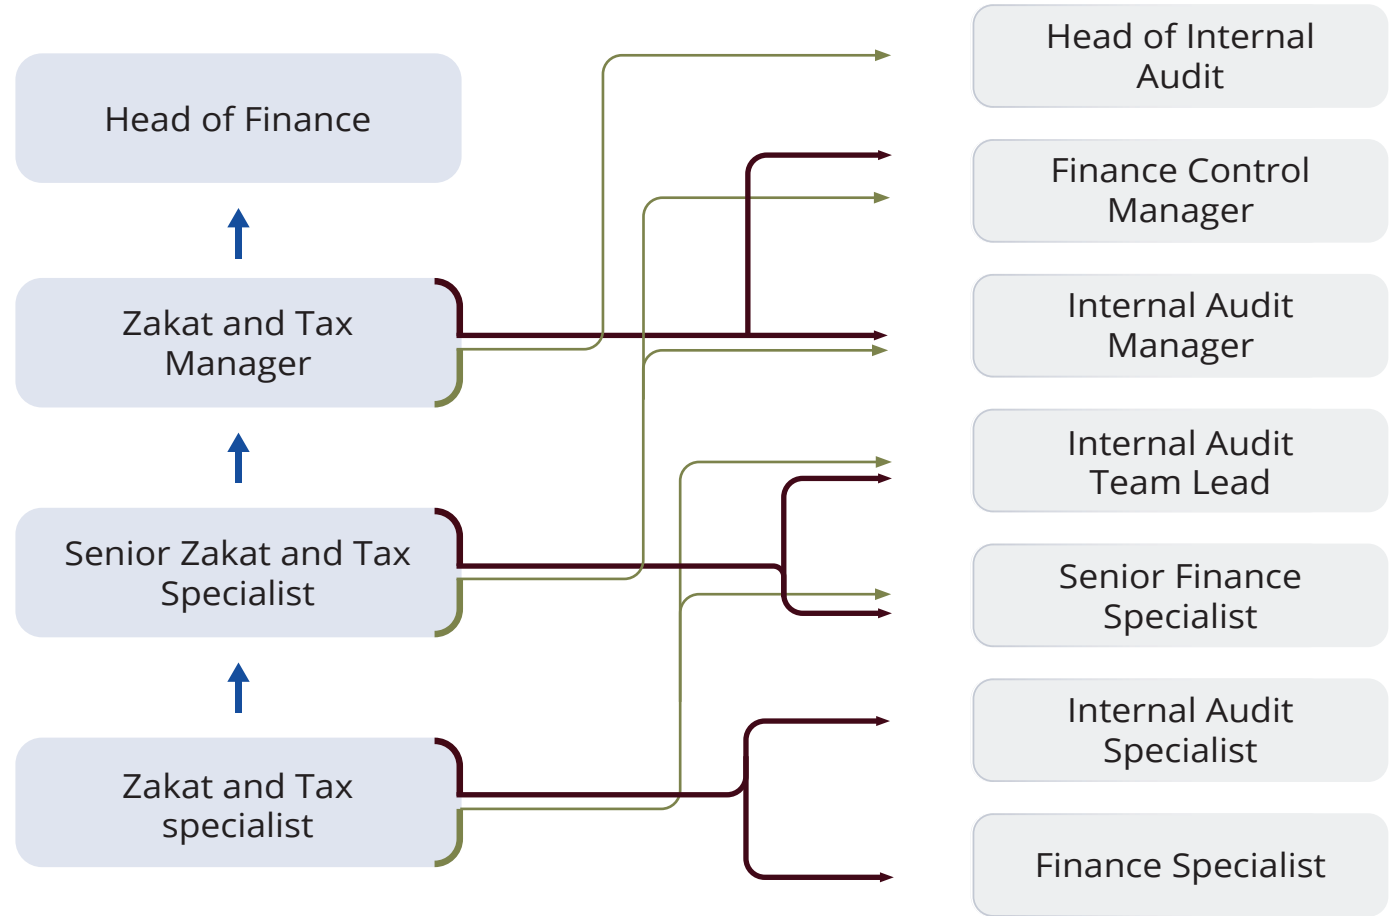 Head of Finance
Zakat and Tax
Manager
Senior Zakat and Tax
Specialist
Zakat and Tax
specialist
Head of Internal
Audit
Finance Control
Manager
Internal Audit
Manager
Internal Audit
Team Lead
Senior Finance
Specialist
Internal Audit
Specialist
Finance Specialist